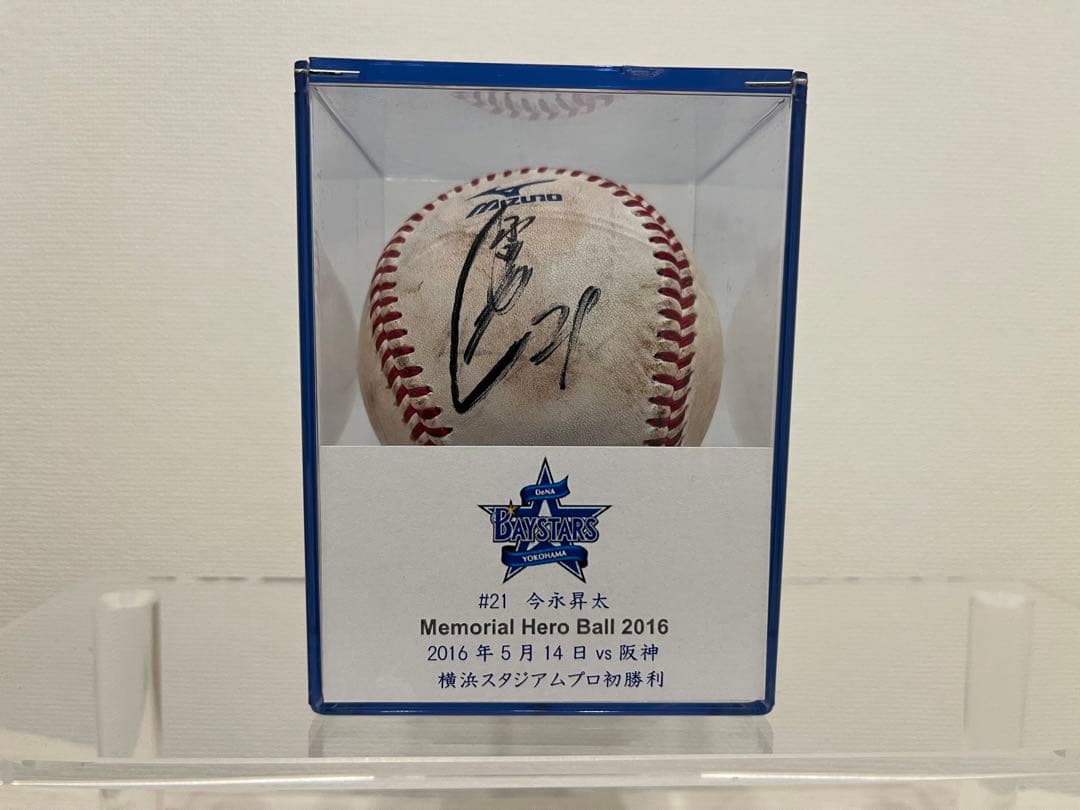 MIZUNO
21
DeNA
BAYSTARS
YOKOHAMA
#21 今永昇太
Memorial Hero Ball 2016
2016 年 5 月 14 日 vs 阪神
横浜スタジアムプロ初勝利